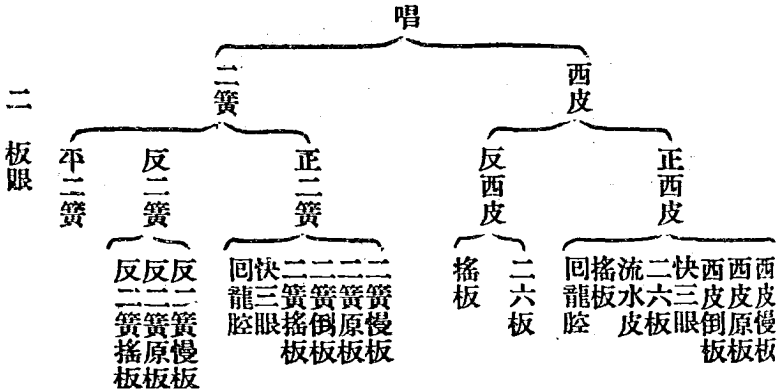 唱
西皮
二簧
正西皮
反西皮
正二簧
反二簧
平二簧
西皮慢板
西皮原板
西皮倒板
快三眼
二六板
流水皮
搖板
囘龍腔
二六板
搖板
二簧慢板
二簧原板
二簧倒板
二簧搖板
快三眼
囘龍腔
反二簧慢板
反二簧原板
反二簧搖板
二 板眼